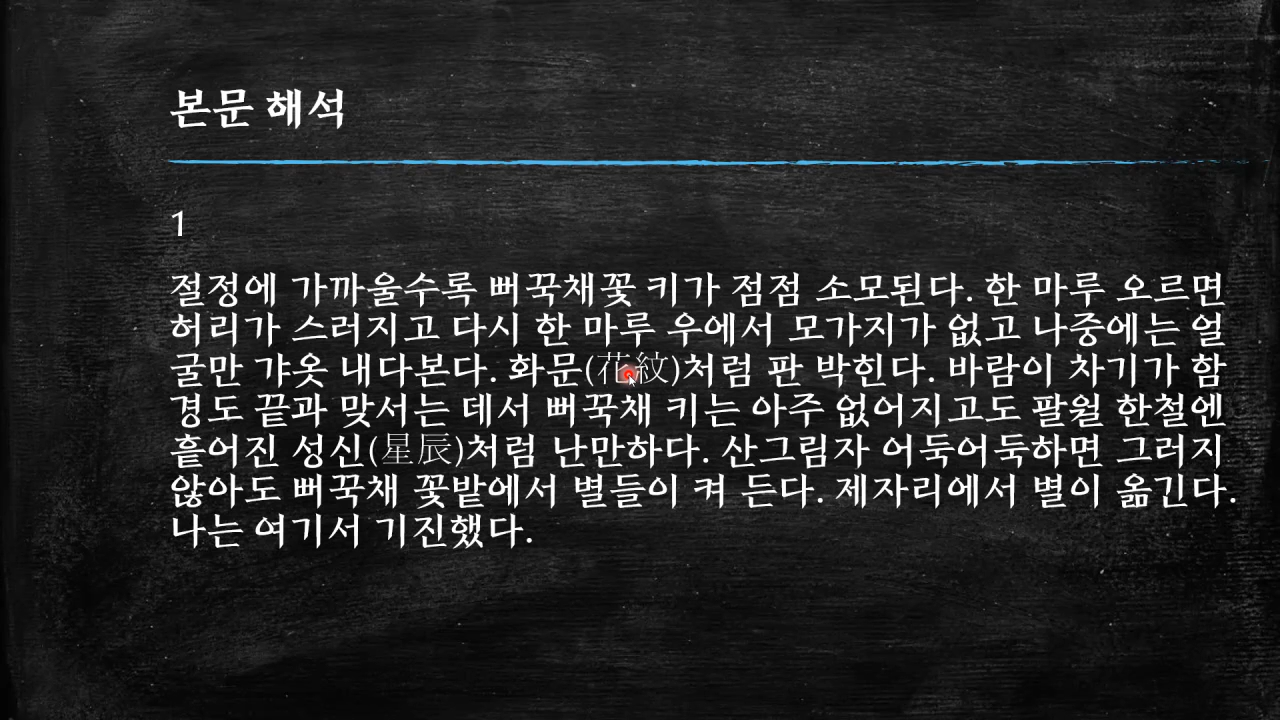 본문 해석
1
절정에 가까울수록 뻐꾹채꽃 키가 점점 소모된다. 한 마루 오르면
허리가 스러지고 다시 한 마루 우에서 모가지가 없고 나중에는 얼
굴만 갸옷 내다본다. 화문(花紋)처럼 판 박힌다. 바람이 차기가 함
경도 끝과 맞서는 데서 뻐꾹채 키는 아주 없어지고도 팔월 한철엔
흩어진 성신(星辰)처럼 난만하다. 산그림자 어둑어둑하면 그러지
않아도 뻐꾹채 꽃밭에서 별들이 켜 든다. 제자리에서 별이 옮긴다.
나는 여기서 기진했다.